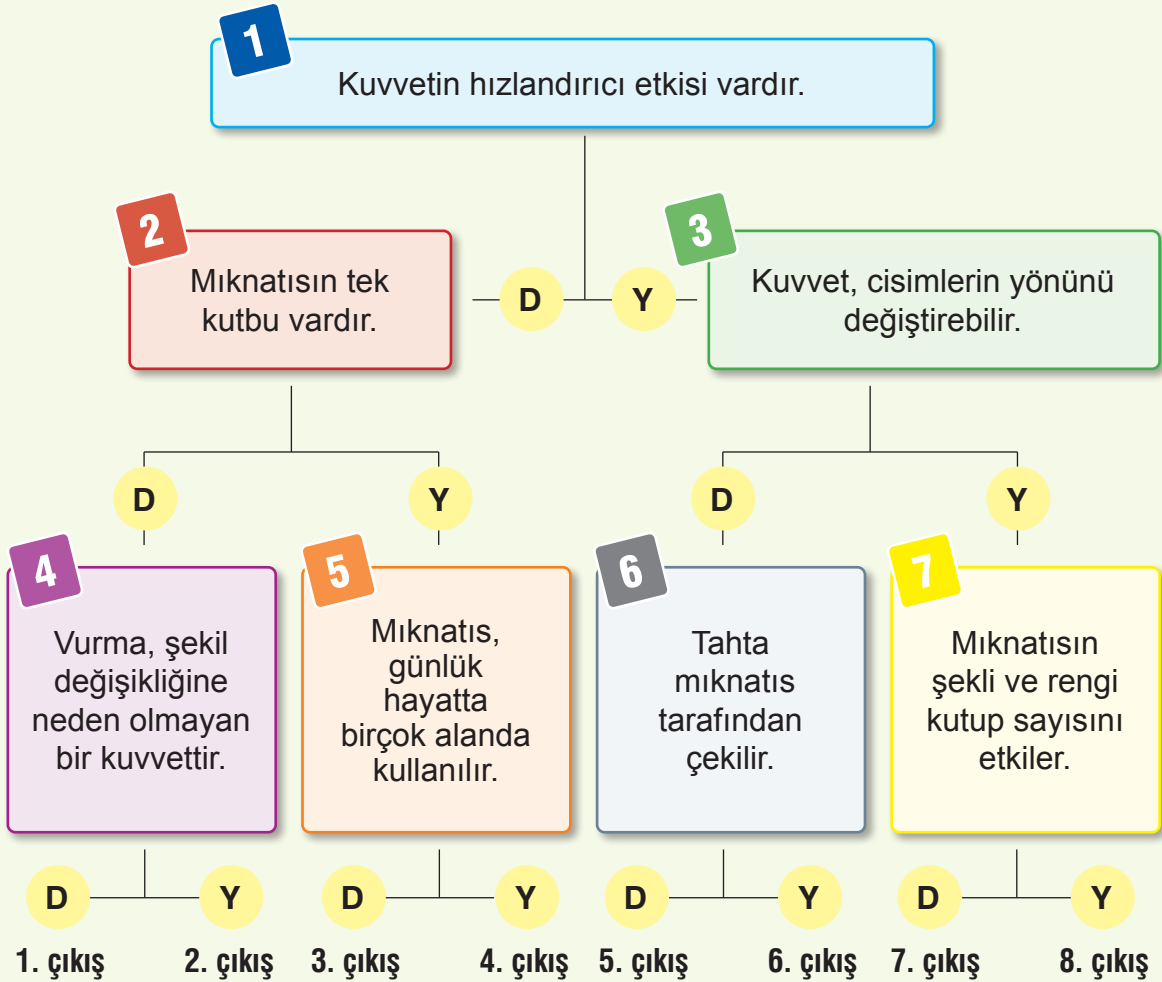 1
Kuvvetin hızlandırıcı etkisi vardır.
2
Mıknatısın tek
kutbu vardır.
D
Y
3
Kuvvet, cisimlerin yönünü
değiştirebilir.
D
Y
D
Y
4
Vurma, şekil
değişikliğine
neden olmayan
bir kuvvettir.
5
Mıknatıs,
günlük
hayatta
birçok alanda
kullanılır.
6
Tahta
mıknatıs
tarafından
çekilir.
7
Mıknatısın
şekli ve rengi
kutup sayısını
etkiler.
D
Y
D
Y
D
Y
D
Y
1. çıkış
2. çıkış
3. çıkış
4. çıkış
5. çıkış
6. çıkış
7. çıkış
8. çıkış